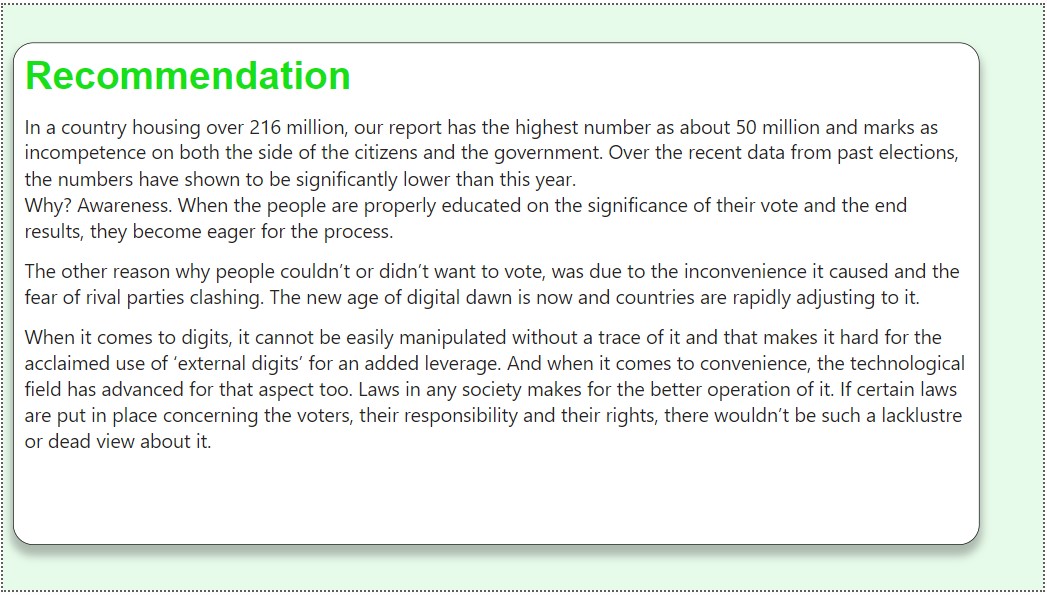 Recommendation
In a country housing over 216 million, our report has the highest number as about 50 million and marks as
incompetence on both the side of the citizens and the government. Over the recent data from past elections,
the numbers have shown to be significantly lower than this year.
Why? Awareness. When the people are properly educated on the significance of their vote and the end
results, they become eager for the process.
The other reason why people couldn’t or didn’t want to vote, was due to the inconvenience it caused and the
fear of rival parties clashing. The new age of digital dawn is now and countries are rapidly adjusting to it.
When it comes to digits, it cannot be easily manipulated without a trace of it and that makes it hard for the
acclaimed use of ‘external digits’ for an added leverage. And when it comes to convenience, the technological
field has advanced for that aspect too. Laws in any society makes for the better operation of it. If certain laws
are put in place concerning the voters, their responsibility and their rights, there wouldn’t be such a lacklustre
or dead view about it.